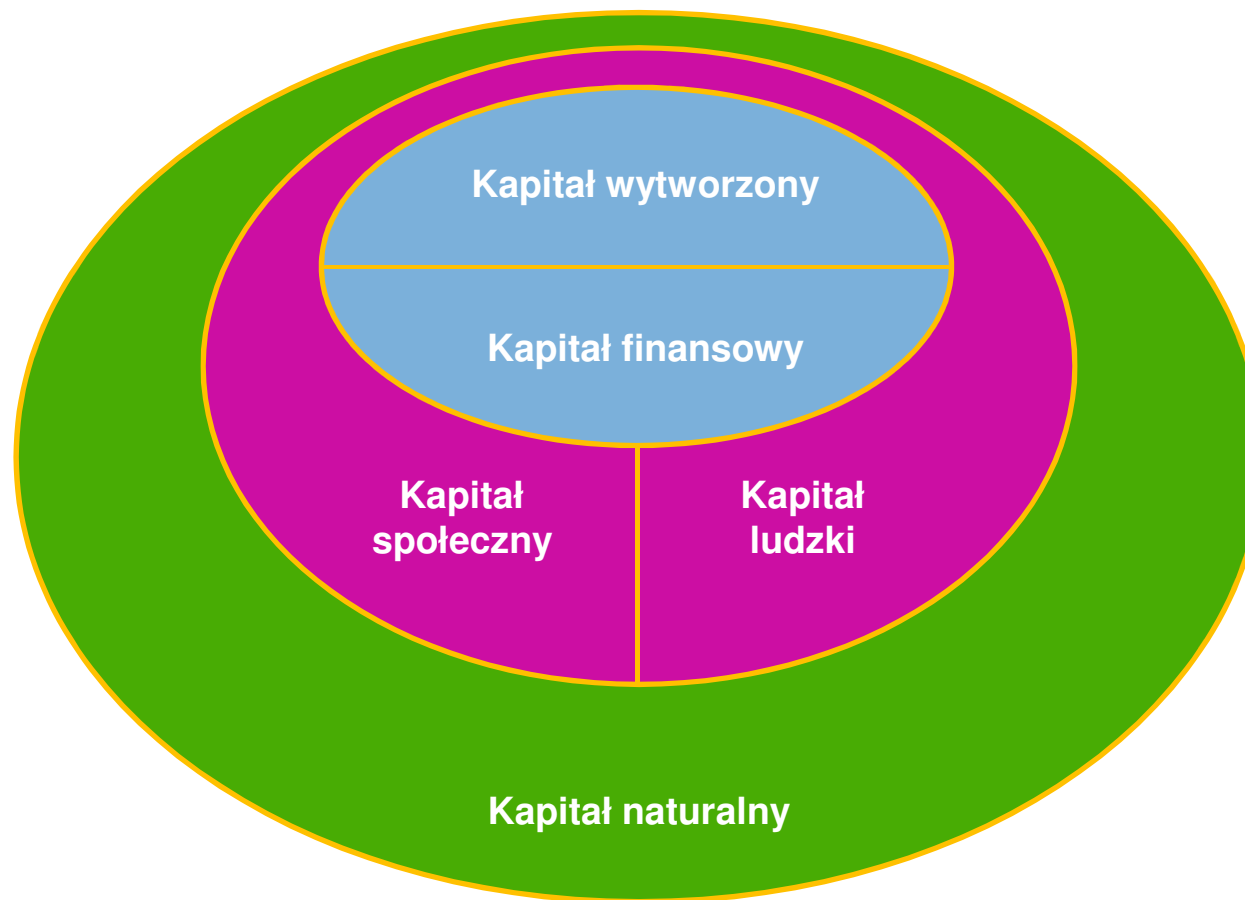 Kapitał wytworzony
Kapitał finansowy
Kapitał
społeczny
Kapitał
ludzki
Kapitał naturalny